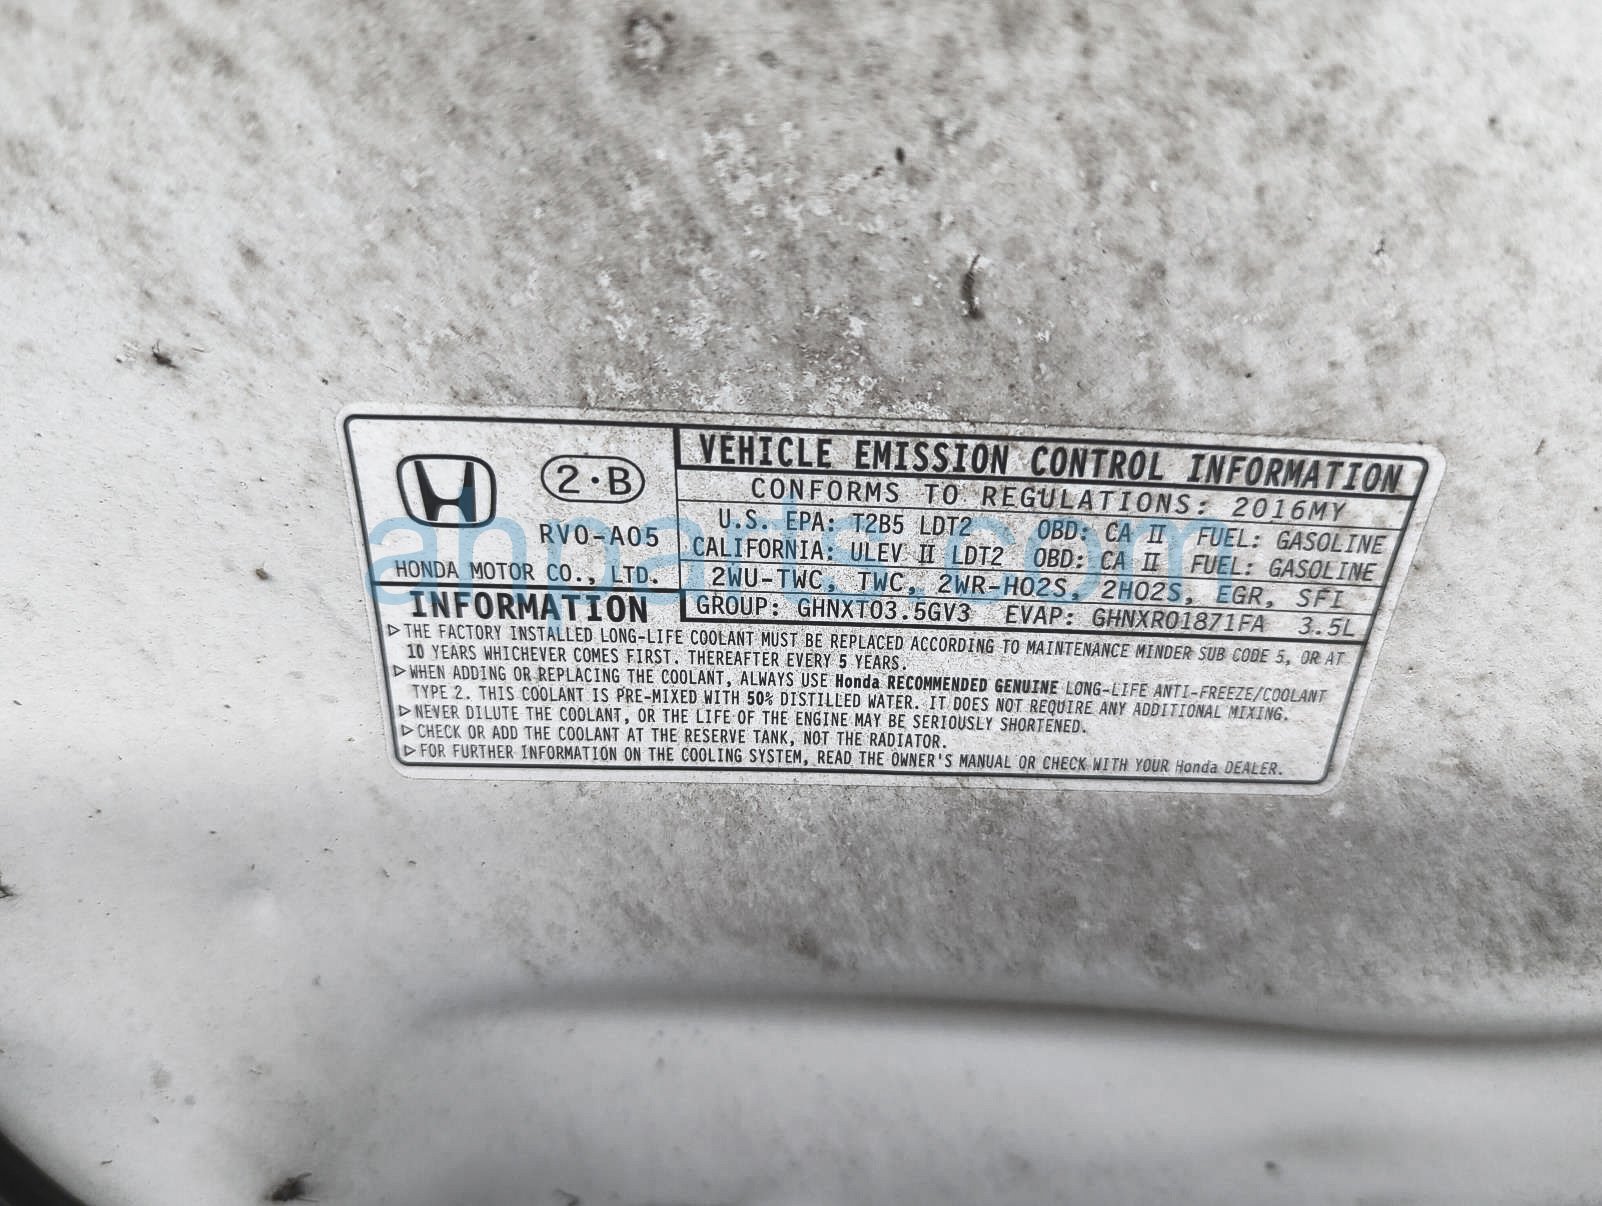 2·B
RV0-A05
HONDA MOTOR CO., LTD.
VEHICLE EMISSION CONTROL INFORMATION
CONFORMS TO REGULATIONS: 2016MY
U.S. EPA: T2B5 LDT2 OBD: CA II FUEL: GASOLINE
CALIFORNIA: ULEV II LDT2 OBD: CA II FUEL: GASOLINE
2WU-TWC, TWC, 2WR-HO2S, 2HO2S, EGR, SFI
GROUP: GHNXT03.5GV3 EVAP: GHNXR01871FA 3.5L
INFORMATION
▷THE FACTORY INSTALLED LONG-LIFE COOLANT MUST BE REPLACED ACCORDING TO MAINTENANCE MINDER SUB CODE 5, OR AT
10 YEARS WHICHEVER COMES FIRST. THEREAFTER EVERY 5 YEARS.
▷WHEN ADDING OR REPLACING THE COOLANT, ALWAYS USE Honda RECOMMENDED GENUINE LONG-LIFE ANTI-FREEZE/COOLANT
TYPE 2. THIS COOLANT IS PRE-MIXED WITH 50% DISTILLED WATER. IT DOES NOT REQUIRE ANY ADDITIONAL MIXING.
▷NEVER DILUTE THE COOLANT, OR THE LIFE OF THE ENGINE MAY BE SERIOUSLY SHORTENED.
▷CHECK OR ADD THE COOLANT AT THE RESERVE TANK, NOT THE RADIATOR.
▷FOR FURTHER INFORMATION ON THE COOLING SYSTEM, READ THE OWNER'S MANUAL OR CHECK WITH YOUR Honda DEALER.
ahparts.com